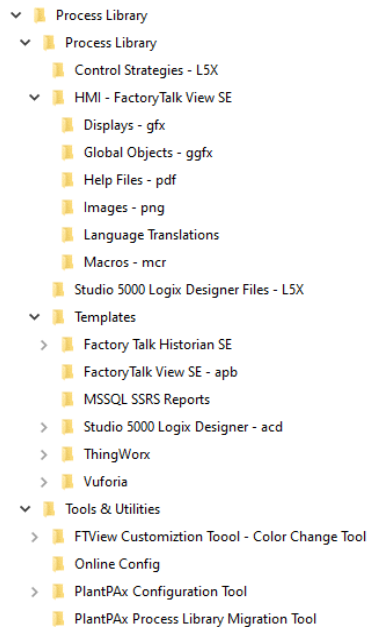 Process Library
Process Library
Control Strategies - L5X
HMI - FactoryTalk View SE
Displays - gfx
Global Objects - ggfx
Help Files - pdf
Images - png
Language Translations
Macros - mcr
Studio 5000 Logix Designer Files - L5X
Templates
Factory Talk Historian SE
FactoryTalk View SE - apb
MSSQL SSRS Reports
Studio 5000 Logix Designer - acd
ThingWorx
Vuforia
Tools & Utilities
FTView Customiztion Toool - Color Change Tool
Online Config
PlantPAx Configuration Tool
PlantPAx Process Library Migration Tool